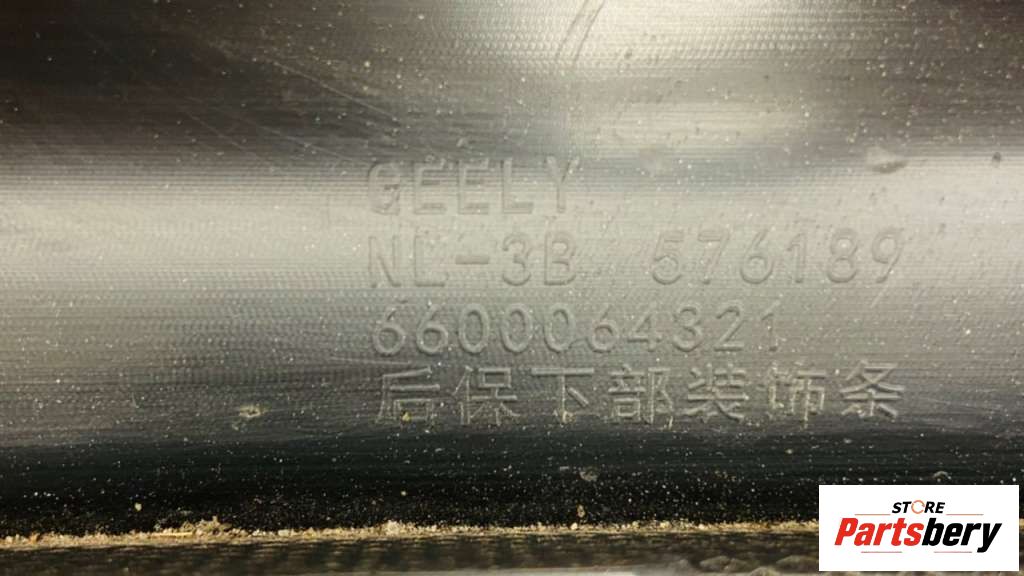 GEELY
NL-3B 576189
6600064321
后保下部装饰条
STORE
Partsbery